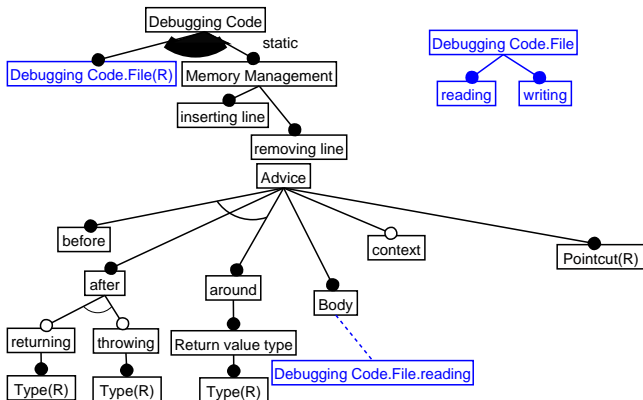 Debugging Code
static
Debugging Code.File
Debugging Code.File(R)
Memory Management
reading
writing
inserting line
removing line
Advice
before
context
Pointcut(R)
after
around
Body
returning
throwing
Return value type
Debugging Code.File.reading
Type(R)
Type(R)
Type(R)